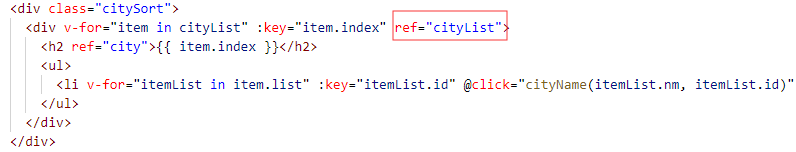 <div class="citySort">
<div v-for="item in cityList" :key="item.index" ref="cityList">
<h2 ref="city">{{ item.index }}</h2>
<ul>
<li v-for="itemList in item.list" :key="itemList.id" @click="cityName(itemList.nm, itemList.id)"
</ul>
</div>
</div>